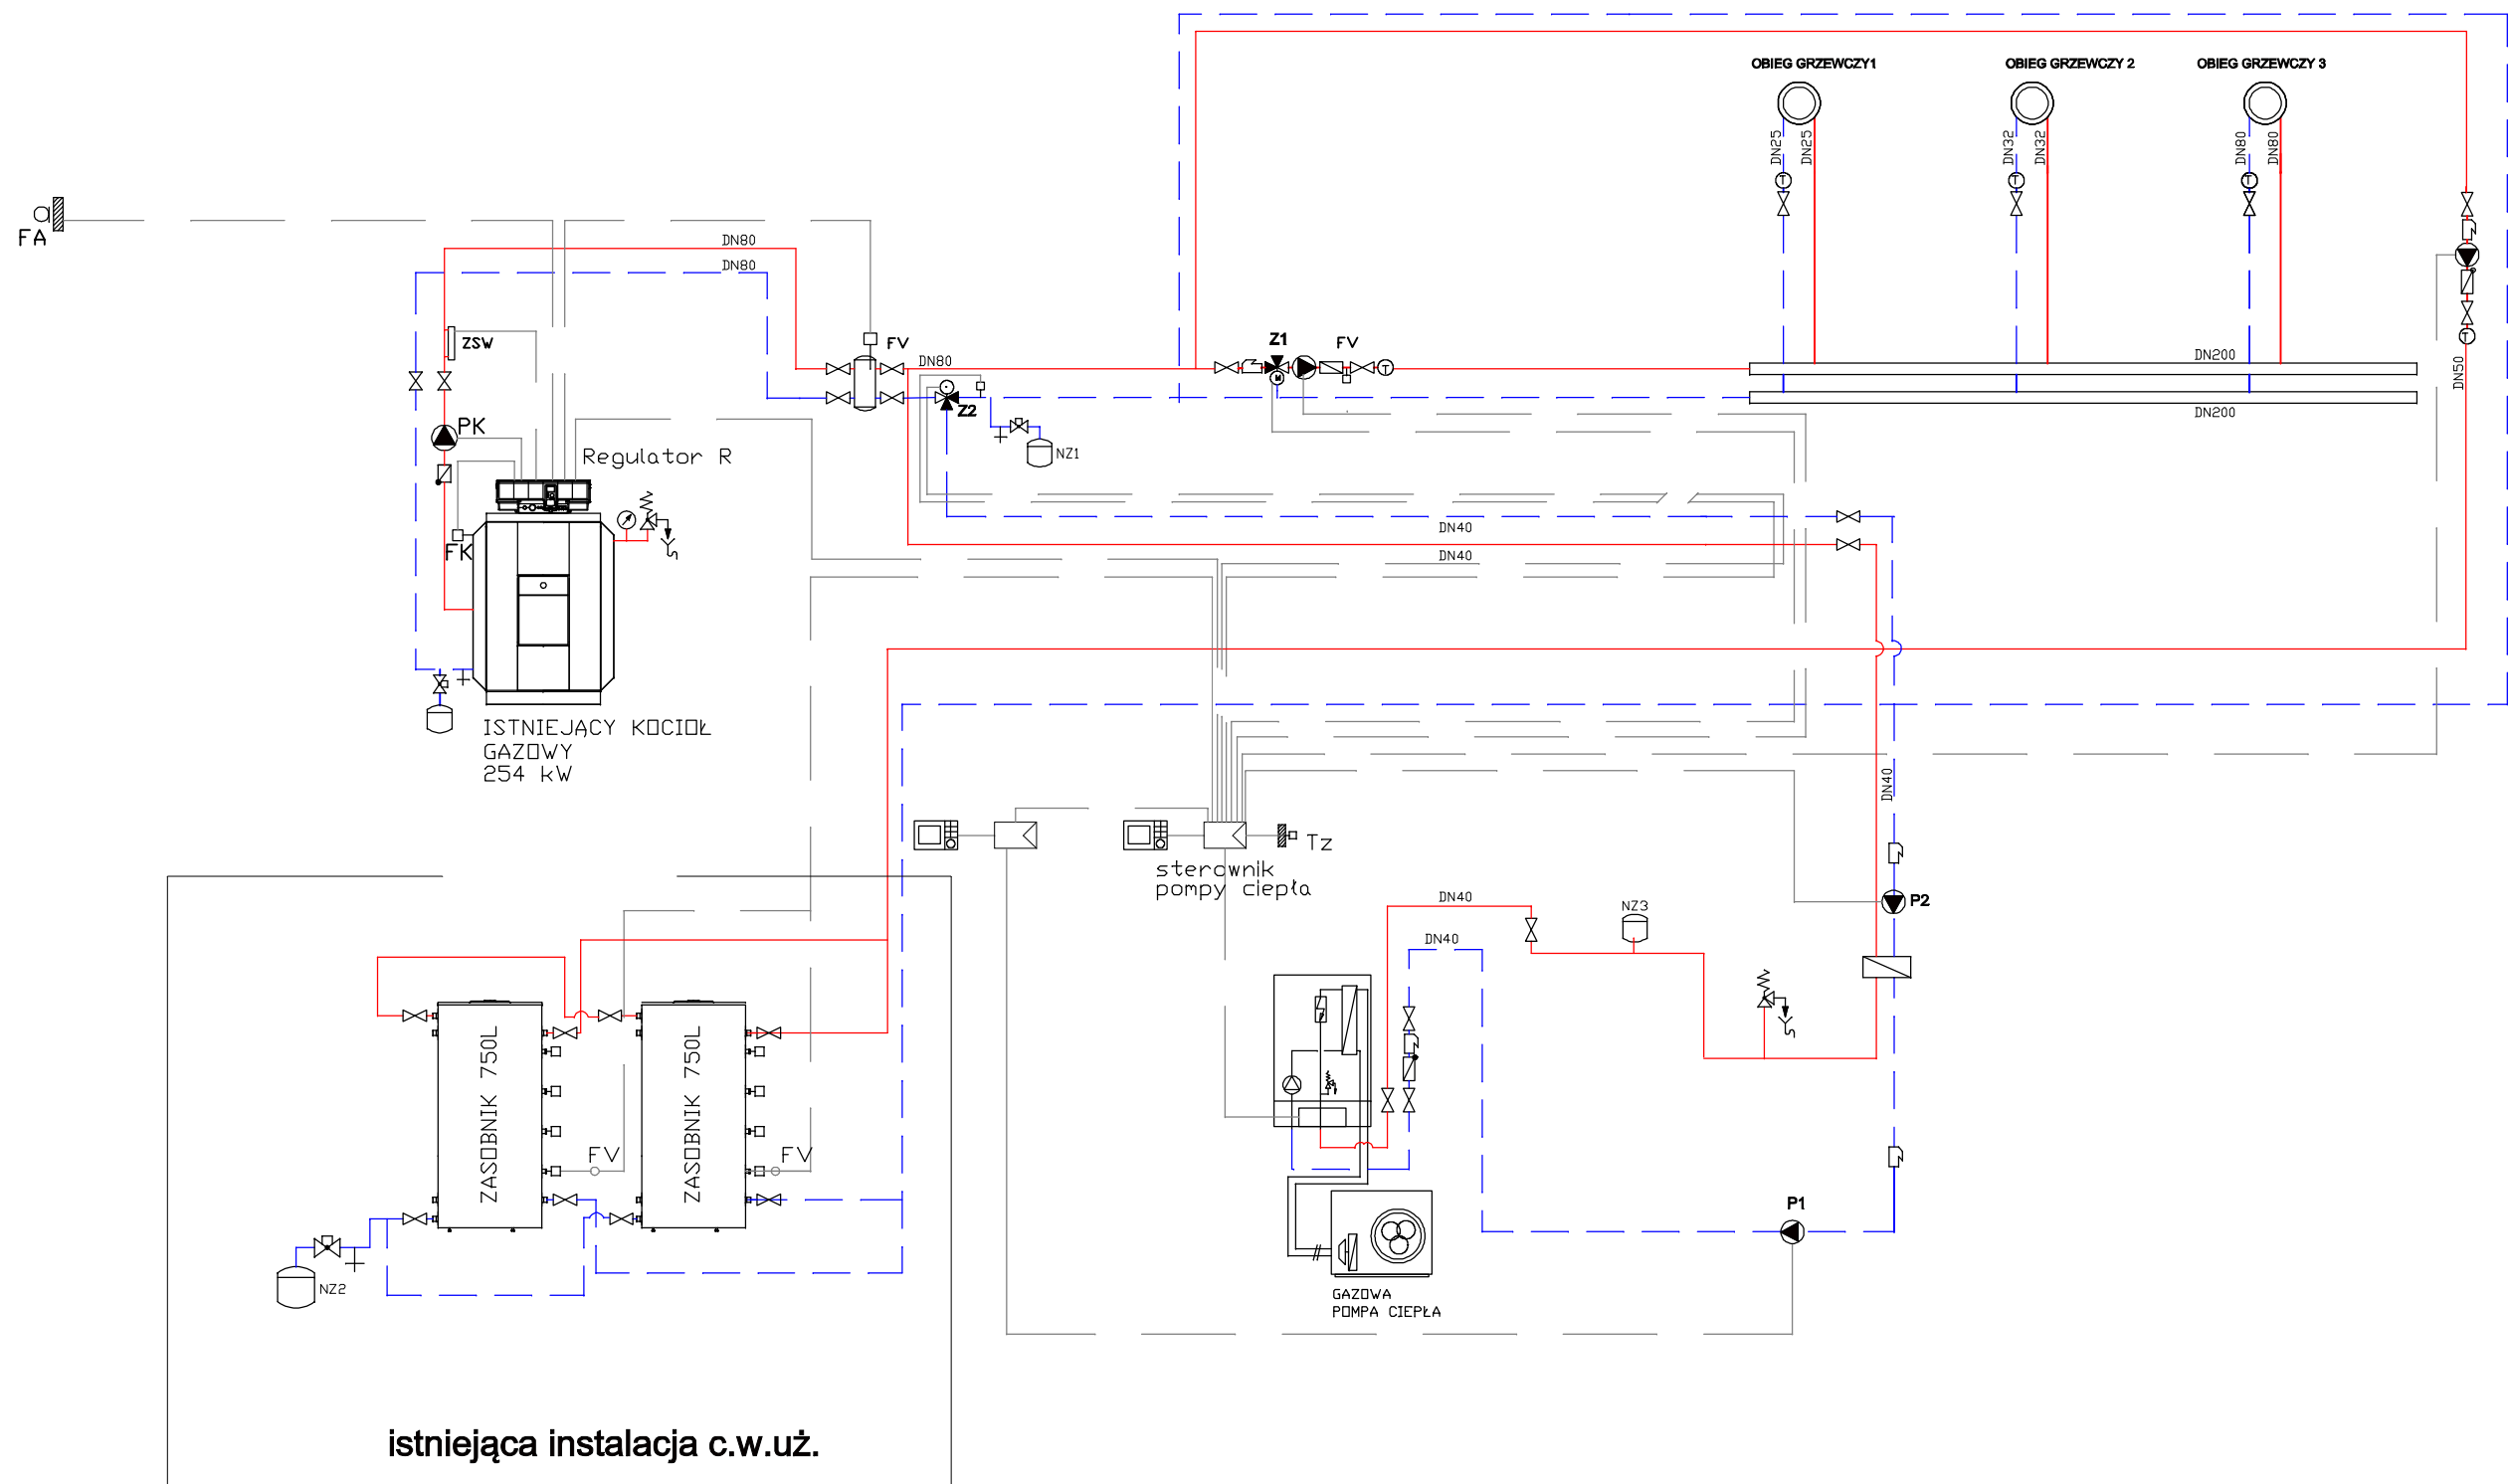 OBIEG GRZEWCZY1
OBIEG GRZEWCZY 2
OBIEG GRZEWCZY 3
DN25
DN25
DN32
DN32
DN80
DN80
T
T
T
FA
DN80
DN80
ZSW
FV
DN80
Z2
Z1
M
FV
T
T
DN200
DN200
DN50
PK
Regulator R
NZ1
FK
DN40
DN40
ISTNIEJĄCY KOCIOŁ
GAZOWY
254 kW
DN40
Tz
sterownik
pompy ciepła
DN40
NZ3
P2
DN40
ZASOBNIK 750L
ZASOBNIK 750L
FV
FV
P1
NZ2
GAZOWA
POMPA CIEPŁA
istniejąca instalacja c.w.uż.